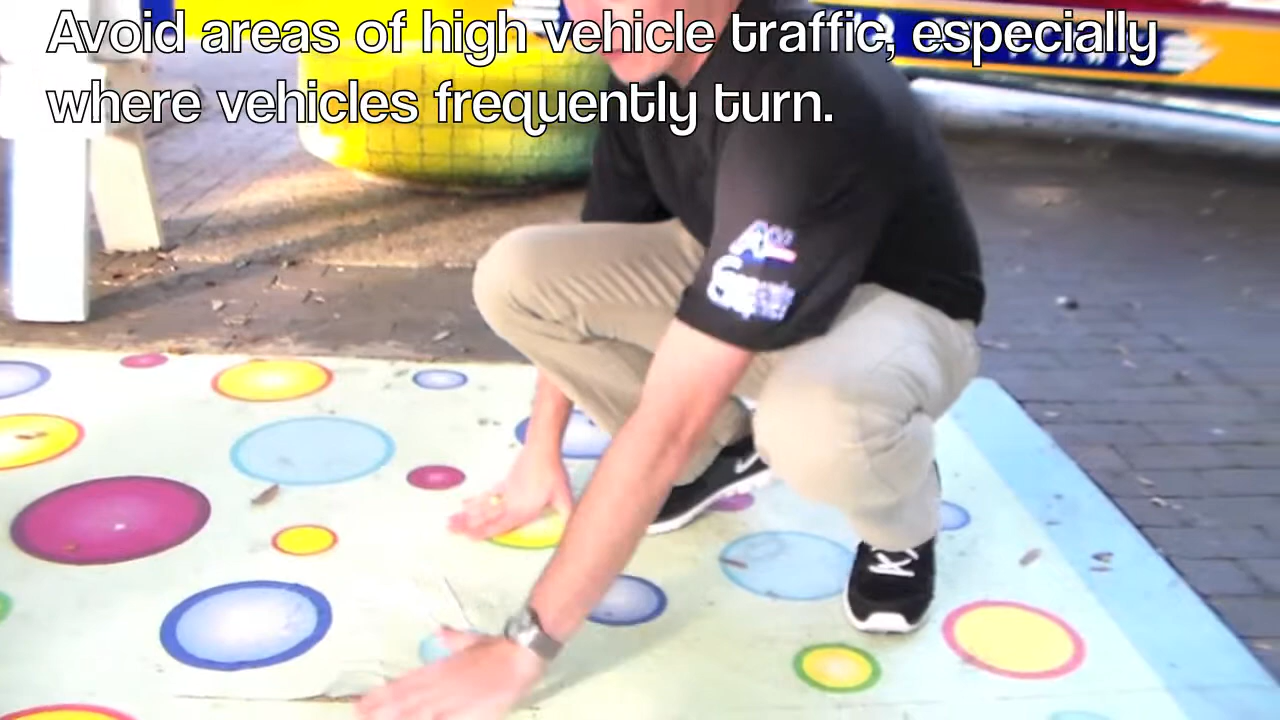 Avoid areas of high vehicle traffic, especially
where vehicles frequently turn.